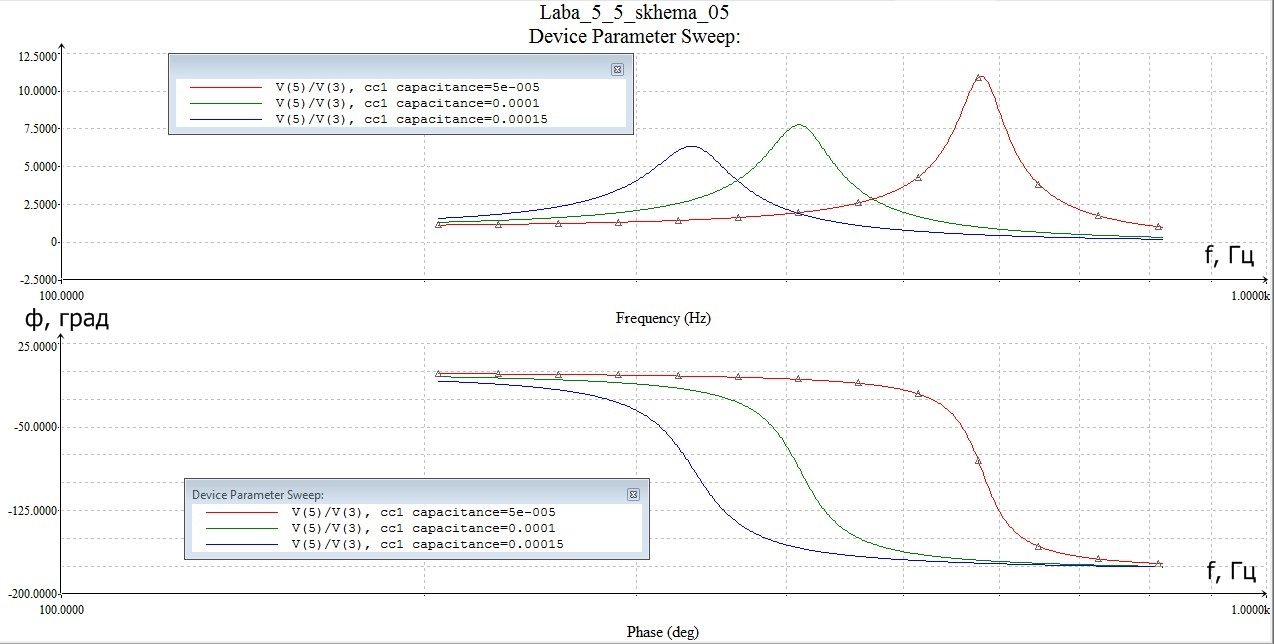 Laba_5_5_skhema_05
Device Parameter Sweep:
12.5000
10.0000
7.5000
5.0000
2.5000
0
-2.5000
V(5)/V(3), cc1 capacitance=5e-005
V(5)/V(3), cc1 capacitance=0.0001
V(5)/V(3), cc1 capacitance=0.00015
f, Гц
100.0000
1.0000k
Frequency (Hz)
ф, град
25.0000
-50.0000
-125.0000
-200.0000
Device Parameter Sweep:
V(5)/V(3), cc1 capacitance=5e-005
V(5)/V(3), cc1 capacitance=0.0001
V(5)/V(3), cc1 capacitance=0.00015
f, Гц
100.0000
1.0000k
Phase (deg)